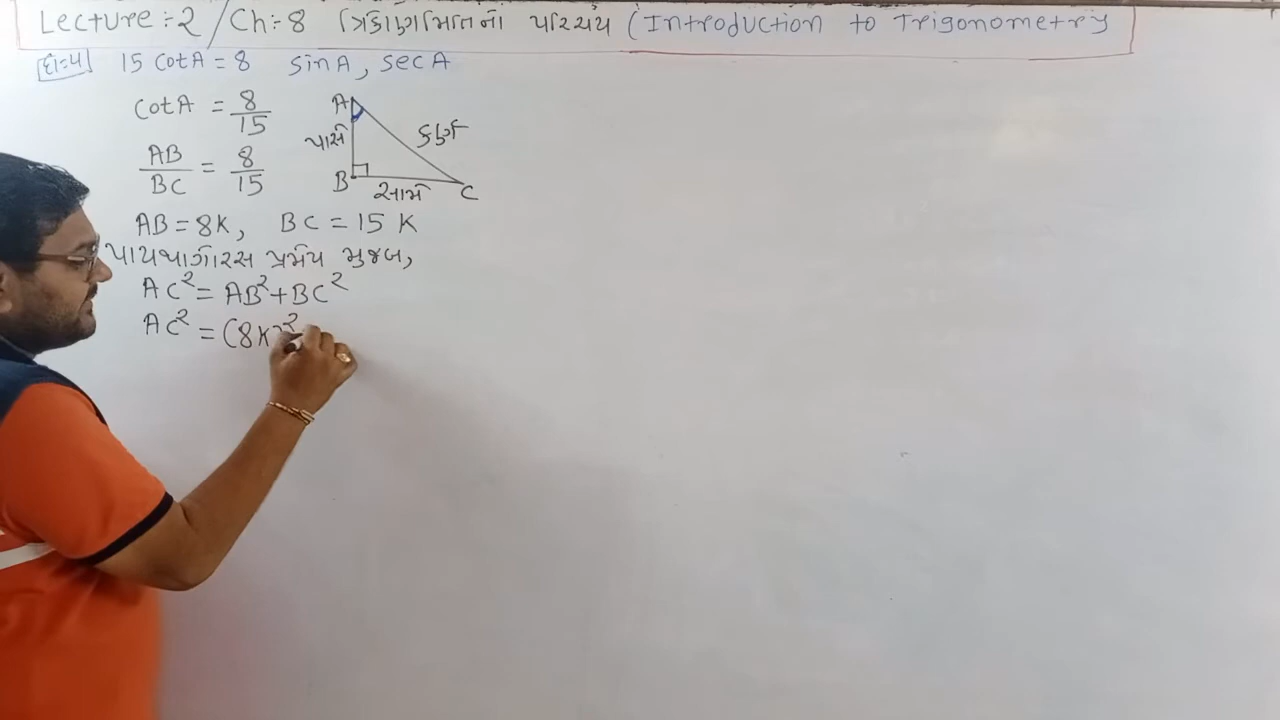 Lecture:-2 / Ch:-8 ત્રિકોણમિતિનો પરિચય (Introduction to Trigonometry
દા:-4 15 cotA = 8 sinA, secA
cotA = 8/15
A
પાસે
કર્ણ
AB/BC = 8/15
B
સામે
C
AB = 8K, BC = 15 K
પાયથાગોરસ પ્રમેય મુજબ,
AC² = AB² + BC²
AC² = (8K)²